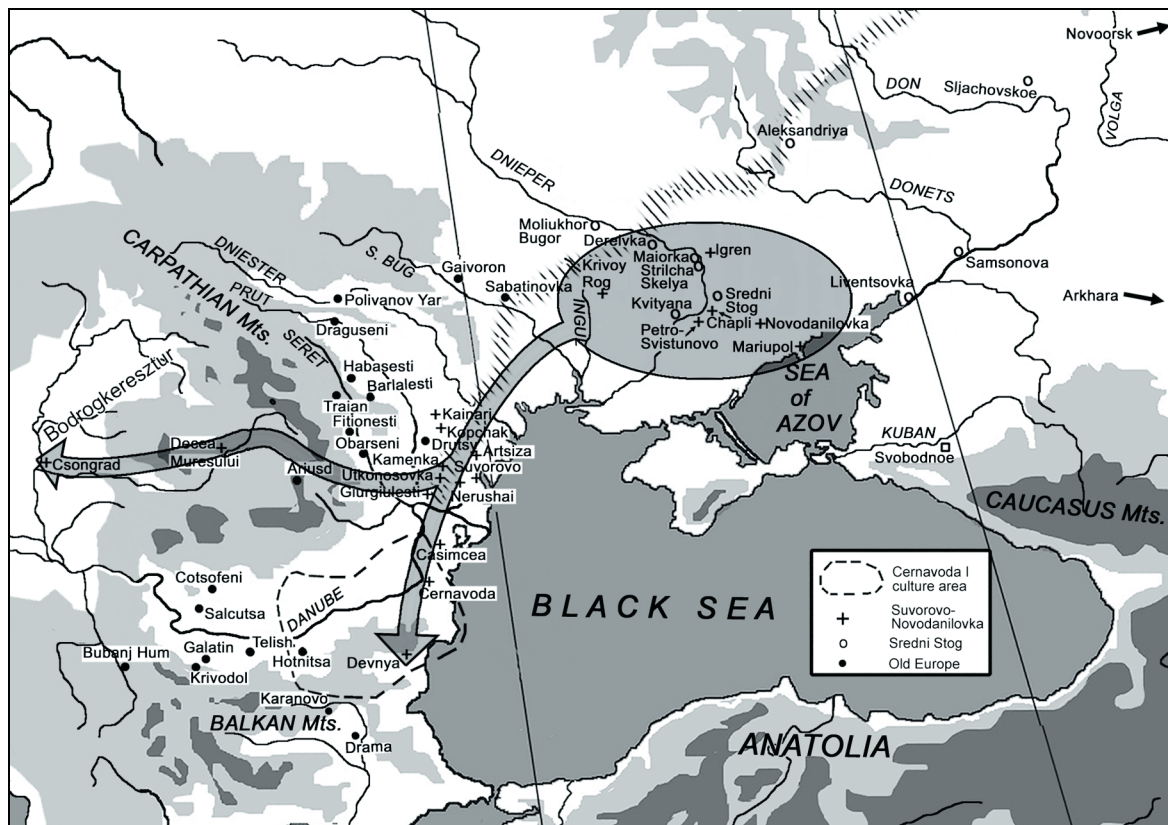 Novoorsk
DON
Sljachovskoe
VOLGA
Aleksandriya
DNIEPER
DONETS
Moliukhor
Bugor
Dereivka
CARPATHIAN Mts.
DNIESTER
S. BUG
Gaivoron
Krivoy
Rog
Maiorka
Igren
Strilcha
Skelya
Samsonova
PRUT
Polivanov Yar
Sabatinovka
INGUL
Kvityana
Sredni
Stog
Liventsovka
Arkhara
Draguseni
SERET
Petro-
Svistunovo
Chapli
Novodanilovka
Mariupol
Bodrogkeresztur
Habasesti
Barlalesti
SEA
of
AZOV
Traian
Fitionesti
Kainari
Koponak
Obarseni
Drutsy
Artsiza
KUBAN
Svobodnoe
Decea
Muresului
Csongrad
Ariusd
Kamenka
Suvorovo
Utkonosovka
Giurgiulesti
Nerushai
CAUCASUS Mts.
Casimcea
Cernavoda
Cotsofeni
Salcutsa
DANUBE
BLACK SEA
Cernavoda I
culture area
Suvorovo-
Novodanilovka
Sredni Stog
Old Europe
Bubanj Hum
Galatin
Krivodol
Telish
Hotnitsa
Devnya
Karanovo
BALKAN Mts.
Drama
ANATOLIA